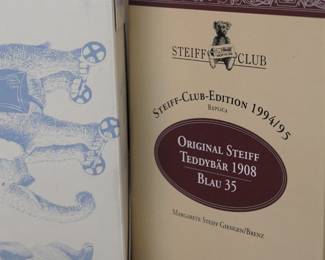 STEIFF CLUB
STEIFF-CLUB-EDITION 1994/95
REPLICA
ORIGINAL STEIFF
TEDDYBÄR 1908
BLAU 35
MARGARETE STEIFF GIENGEN/BRENZ